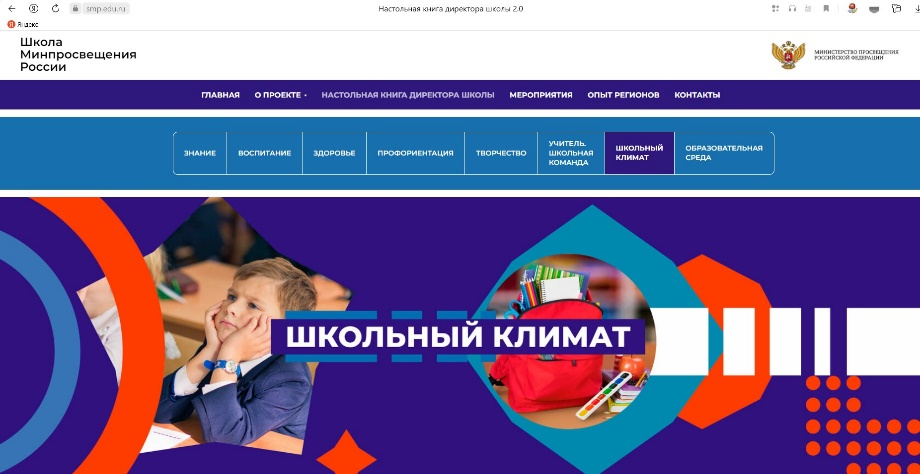 smp.edu.ru
Настольная книга директора школы 2.0
Яндекс
Школа
Минпросвещения
России
МИНИСТЕРСТВО ПРОСВЕЩЕНИЯ
РОССИЙСКОЙ ФЕДЕРАЦИИ
ГЛАВНАЯ О ПРОЕКТЕ НАСТОЛЬНАЯ КНИГА ДИРЕКТОРА ШКОЛЫ МЕРОПРИЯТИЯ ОПЫТ РЕГИОНОВ КОНТАКТЫ
ЗНАНИЕ
ВОСПИТАНИЕ
ЗДОРОВЬЕ
ПРОФОРИЕНТАЦИЯ
ТВОРЧЕСТВО
УЧИТЕЛЬ.
ШКОЛЬНАЯ
КОМАНДА
ШКОЛЬНЫЙ
КЛИМАТ
ОБРАЗОВАТЕЛЬНАЯ
СРЕДА
ШКОЛЬНЫЙ КЛИМАТ